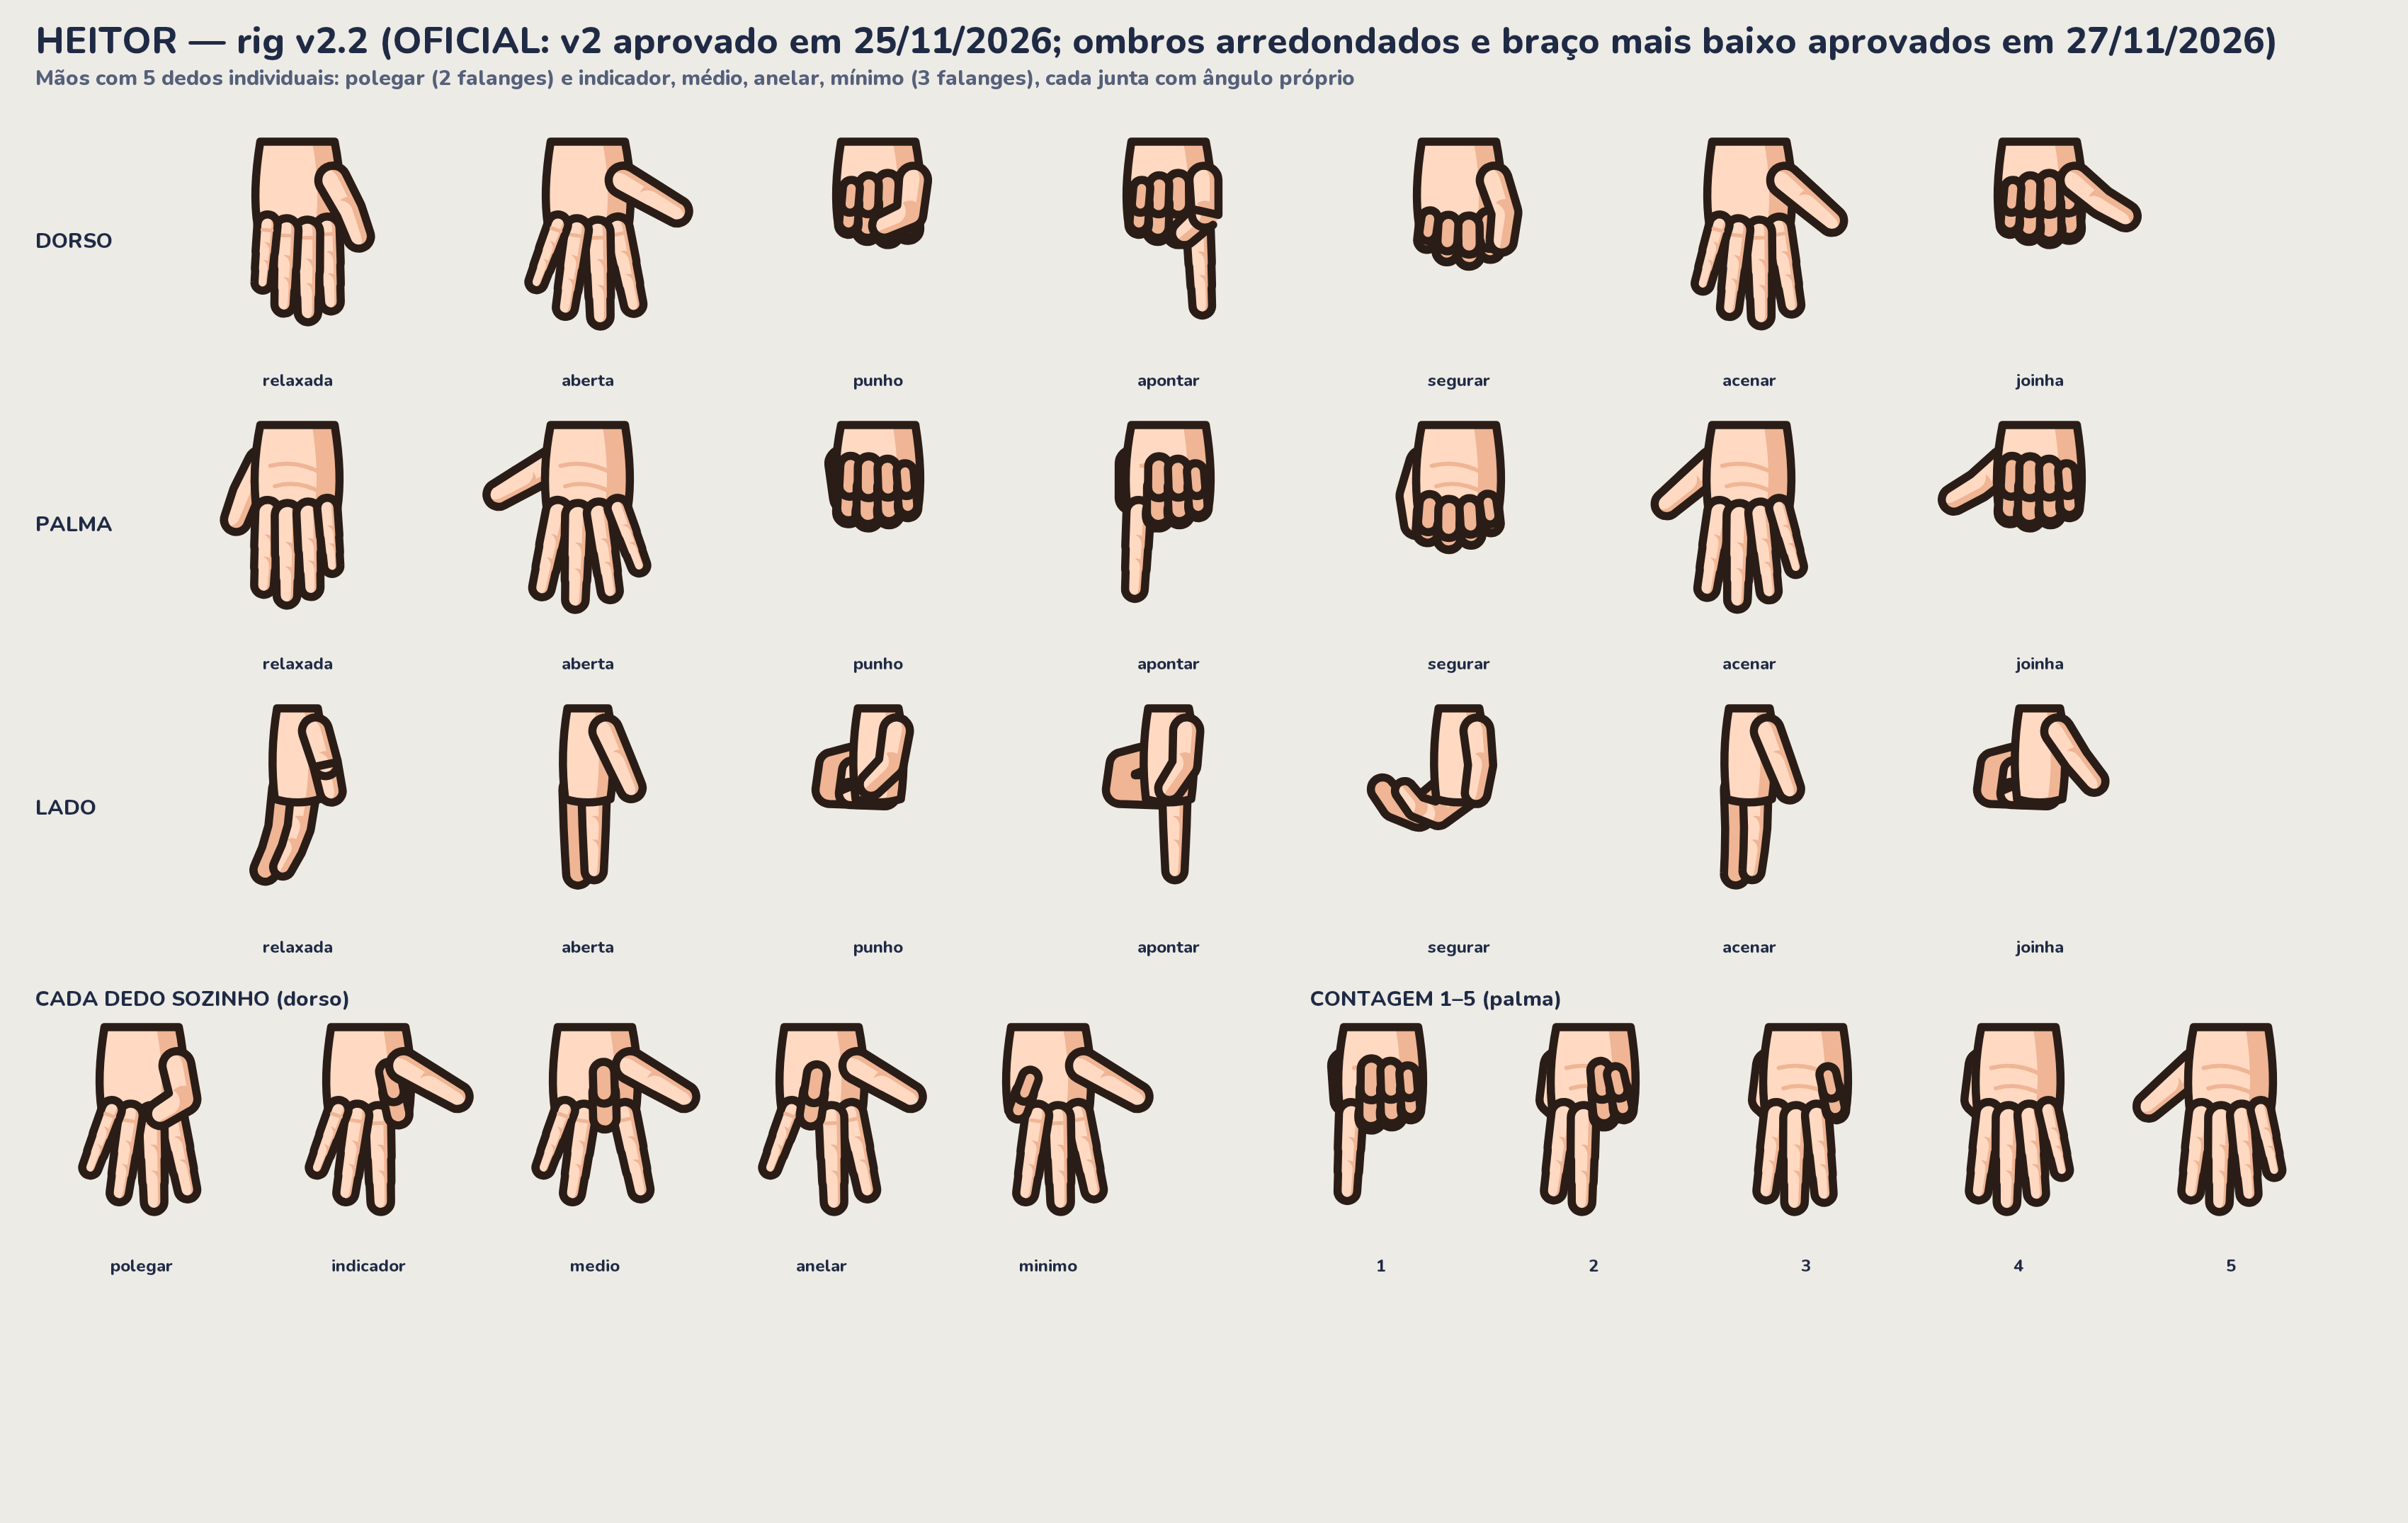 HEITOR — rig v2.2 (OFICIAL: v2 aprovado em 25/11/2026; ombros arredondados e braço mais baixo aprovados em 27/11/2026)
Mãos com 5 dedos individuais: polegar (2 falanges) e indicador, médio, anelar, mínimo (3 falanges), cada junta com ângulo próprio
DORSO
relaxada aberta punho apontar segurar acenar joinha
PALMA
relaxada aberta punho apontar segurar acenar joinha
LADO
relaxada aberta punho apontar segurar acenar joinha
CADA DEDO SOZINHO (dorso) CONTAGEM 1–5 (palma)
polegar indicador medio anelar minimo 1 2 3 4 5